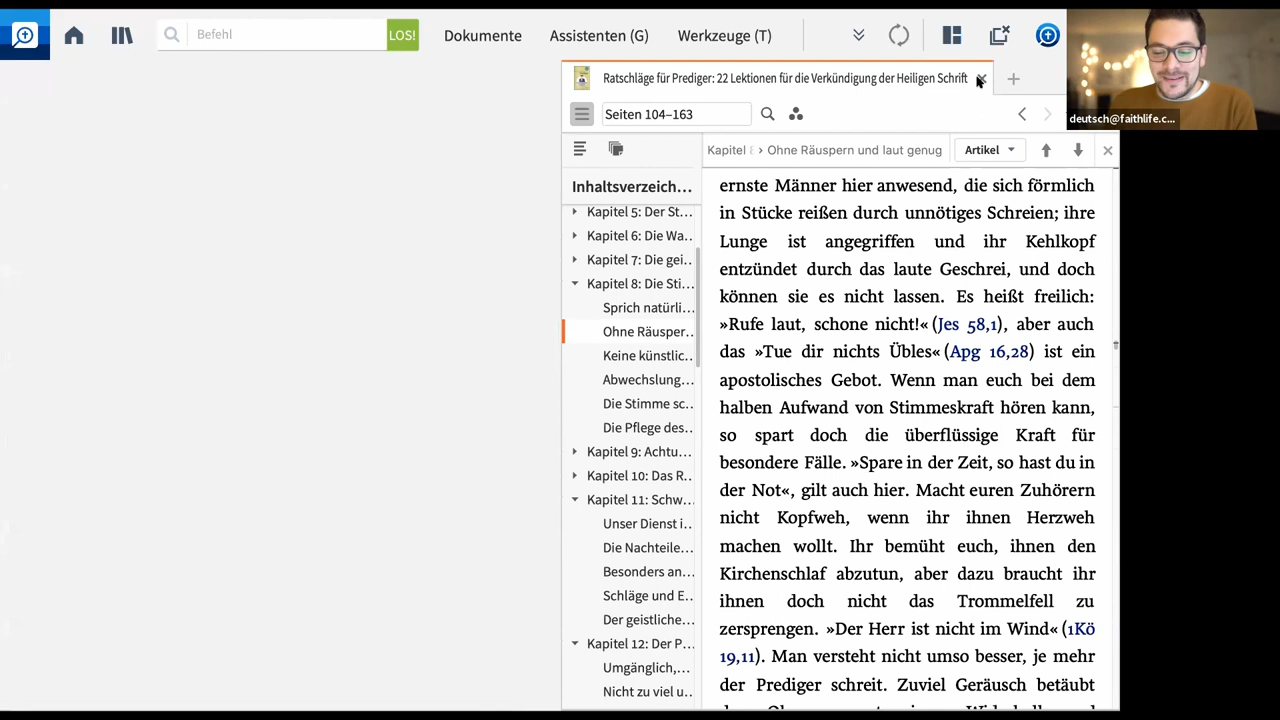 Befehl
LOS!
Dokumente
Assistenten (G)
Werkzeuge (T)
deutsch@faithlife.c...
Ratschläge für Prediger: 22 Lektionen für die Verkündigung der Heiligen Schrift
Seiten 104–163
Kapitel 8 › Ohne Räuspern und laut genug
Artikel
Inhaltsverzeich...
Kapitel 5: Der St...
Kapitel 6: Die Wa...
Kapitel 7: Die gei...
Kapitel 8: Die Sti...
Sprich natürli...
Ohne Räusper...
Keine künstlic...
Abwechslung...
Die Stimme sc...
Die Pflege des...
Kapitel 9: Achtu...
Kapitel 10: Das R...
Kapitel 11: Schw...
Unser Dienst i...
Die Nachteile...
Besonders an...
Schläge und E...
Der geistliche...
Kapitel 12: Der P...
Umgänglich,...
Nicht zu viel u...
ernste Männer hier anwesend, die sich förmlich
in Stücke reißen durch unnötiges Schreien; ihre
Lunge ist angegriffen und ihr Kehlkopf
entzündet durch das laute Geschrei, und doch
können sie es nicht lassen. Es heißt freilich:
»Rufe laut, schone nicht!« (Jes 58,1), aber auch
das »Tue dir nichts Übles« (Apg 16,28) ist ein
apostolisches Gebot. Wenn man euch bei dem
halben Aufwand von Stimmeskraft hören kann,
so spart doch die überflüssige Kraft für
besondere Fälle. »Spare in der Zeit, so hast du in
der Not«, gilt auch hier. Macht euren Zuhörern
nicht Kopfweh, wenn ihr ihnen Herzweh
machen wollt. Ihr bemüht euch, ihnen den
Kirchenschlaf abzutun, aber dazu braucht ihr
ihnen doch nicht das Trommelfell zu
zersprengen. »Der Herr ist nicht im Wind« (1Kö
19,11). Man versteht nicht umso besser, je mehr
der Prediger schreit. Zuviel Geräusch betäubt